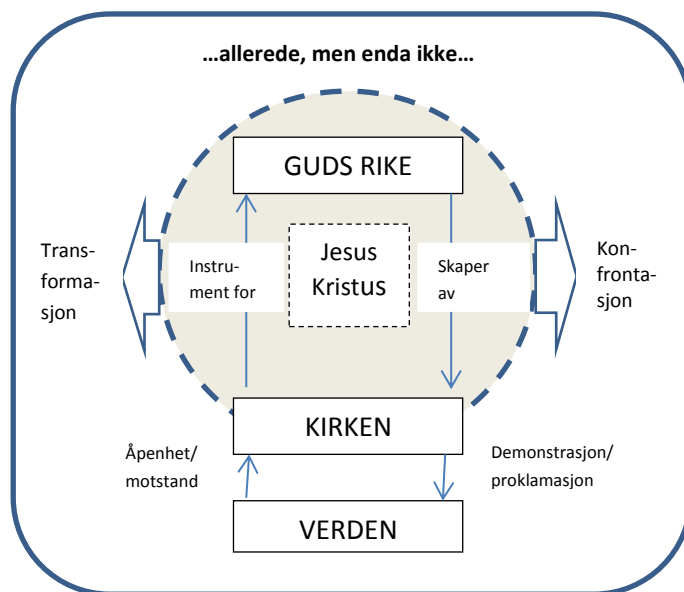 …allerede, men enda ikke…
GUDS RIKE
Trans-
forma-
sjon
Instru-
ment for
Jesus
Kristus
Skaper
av
Kon-
fronta-
sjon
KIRKEN
Åpenhet/
motstand
Demonstrasjon/
proklamasjon
VERDEN